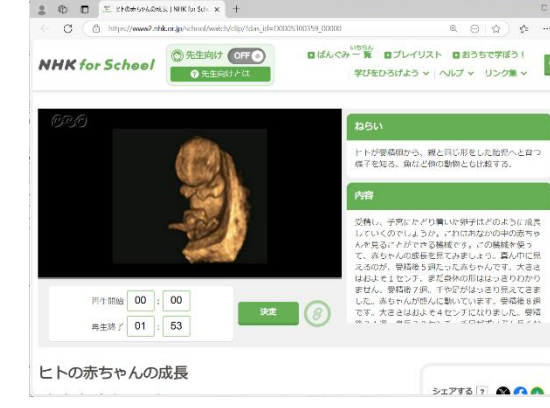 ヒトの赤ちゃんの成長 | NHK for Sch
https://www2.nhk.or.jp/school/watch/clip/?das_id=D0005300359_00000
NHK for School
先生向け OFF
先生向けとは
ばんぐみ一覧
いちらん
プレイリスト
おうちで学ぼう!
学びをひろげよう
ヘルプ
リンク集
NHK
ねらい
ヒトが受精卵から、親と同じ形をした胎児へと育つ
様子を知る。魚など他の動物とも比較する。
内容
受精し、子宮にたどり着いた卵子はどのように成長
していくのでしょうか。これはおなかの中の赤ちゃ
んを見ることができる機械です。この機械を使っ
て、赤ちゃんの成長を見てみましょう。真ん中に見
えるのが、受精後5週たった赤ちゃんです。大きさ
はおよそ1センチ。まだ身体の形ははっきりわかり
ません。受精後7週。手や足がはっきり見えてきま
した。赤ちゃんが盛んに動いています。受精後8週
です。大きさはおよそ4センチになりました。受精
再生開始 00 : 00
再生終了 01 : 53
決定
ヒトの赤ちゃんの成長
シェアする ?